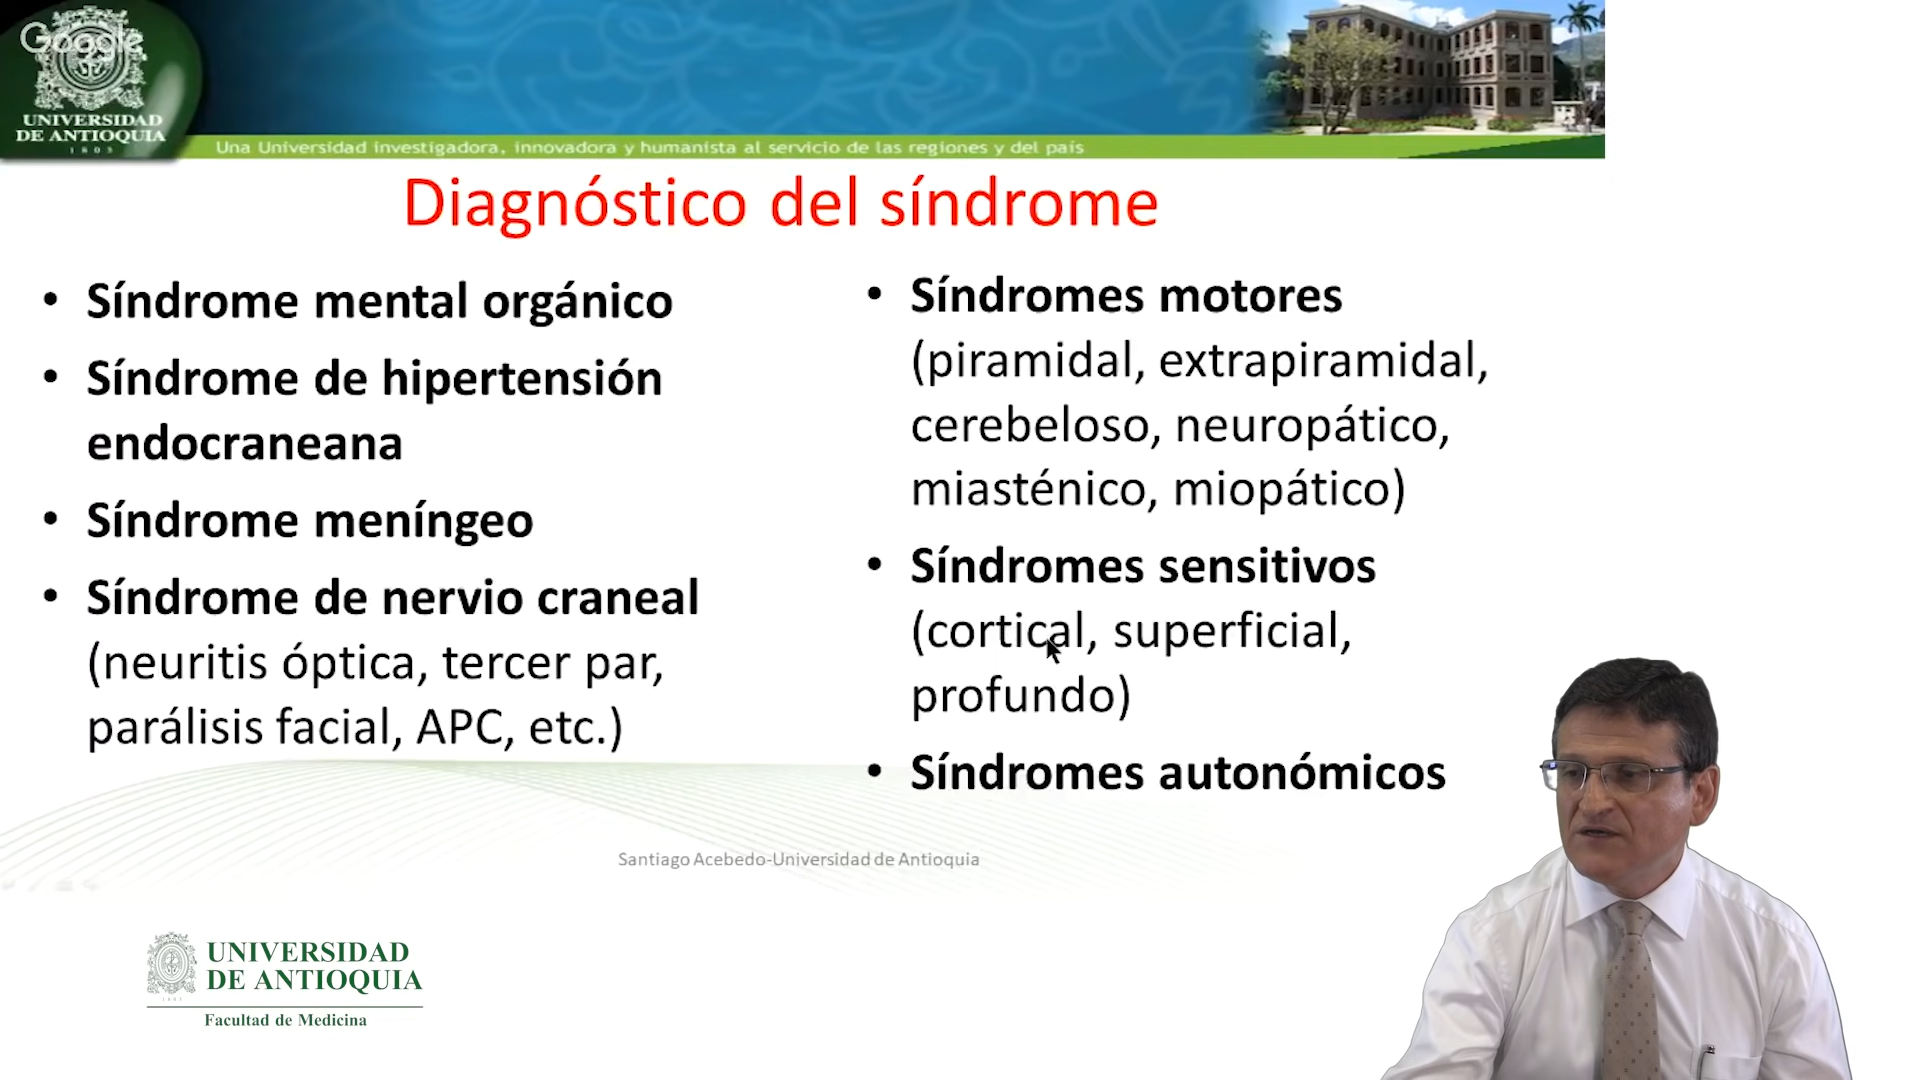 Google
UNIVERSIDAD
DE ANTIOQUIA
1803
Una Universidad investigadora, innovadora y humanista al servicio de las regiones y del país
Diagnóstico del síndrome
• Síndrome mental orgánico
• Síndrome de hipertensión
endocraneana
• Síndrome meníngeo
• Síndrome de nervio craneal
(neuritis óptica, tercer par,
parálisis facial, APC, etc.)
• Síndromes motores
(piramidal, extrapiramidal,
cerebeloso, neuropático,
miasténico, miopático)
• Síndromes sensitivos
(cortical, superficial,
profundo)
• Síndromes autonómicos
Santiago Acebedo-Universidad de Antioquia
UNIVERSIDAD
DE ANTIOQUIA
Facultad de Medicina